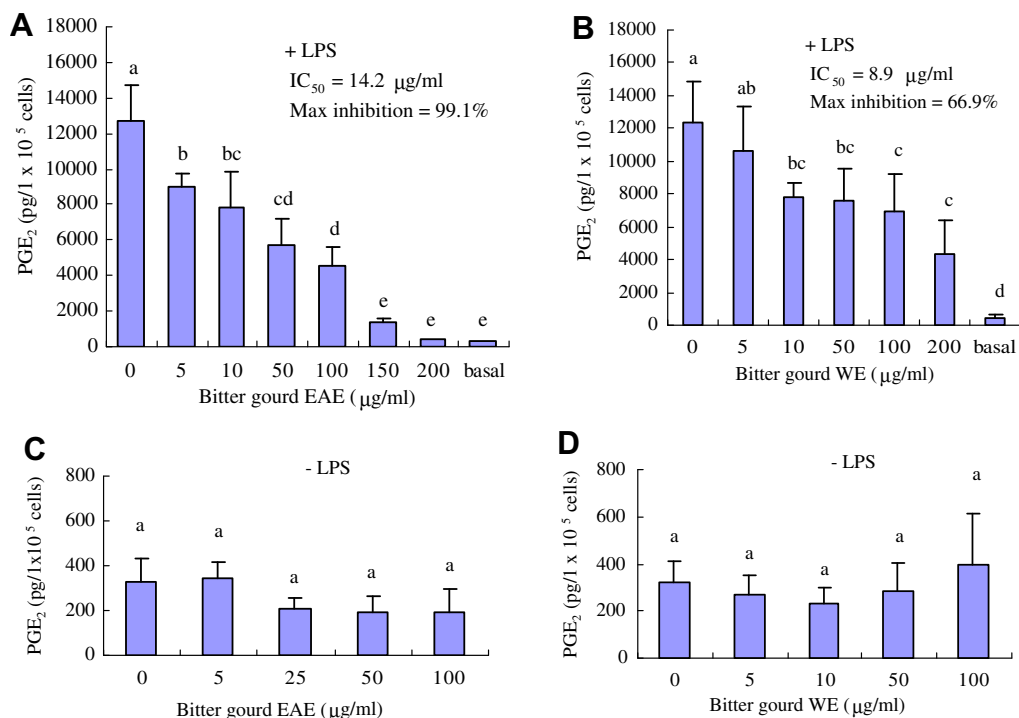 A
PGE2 (pg/1 x 10 5 cells)
18000
16000
14000
12000
10000
8000
6000
4000
2000
0
+ LPS
IC50 = 14.2 μg/ml
Max inhibition = 99.1%
a
b
bc
cd
d
e
e
e
0 5 10 50 100 150 200 basal
Bitter gourd EAE (μg/ml)
B
PGE2 (pg/1 x 10 5 cells)
18000
16000
14000
12000
10000
8000
6000
4000
2000
0
+ LPS
IC50 = 8.9 μg/ml
Max inhibition = 66.9%
a
ab
bc
bc
c
c
d
0 5 10 50 100 200 basal
Bitter gourd WE (μg/ml)
C
PGE2 (pg/1x10 5 cells)
800
600
400
200
0
- LPS
a a a a a
0 5 25 50 100
Bitter gourd EAE (μg/ml)
D
PGE2 (pg/1 x 10 5 cells)
800
600
400
200
0
- LPS
a a a a a
0 5 10 50 100
Bitter gourd WE (μg/ml)